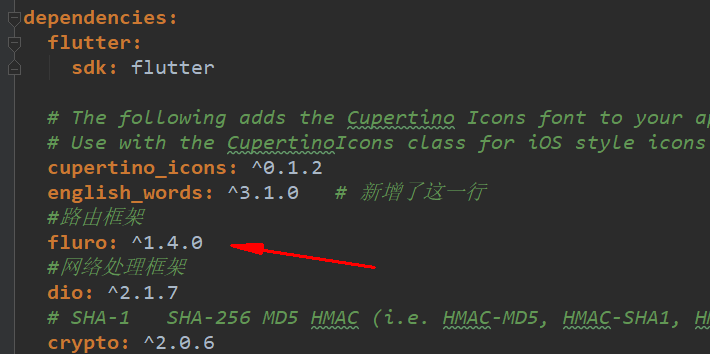 dependencies:
flutter:
sdk: flutter
# The following adds the Cupertino Icons font to your
# Use with the CupertinoIcons class for iOS style icons
cupertino_icons: ^0.1.2
english_words: ^3.1.0 # 新增了这一行
#路由框架
fluro: ^1.4.0
#网络处理框架
dio: ^2.1.7
# SHA-1 SHA-256 MD5 HMAC (i.e. HMAC-MD5, HMAC-SHA1,
crypto: ^2.0.6